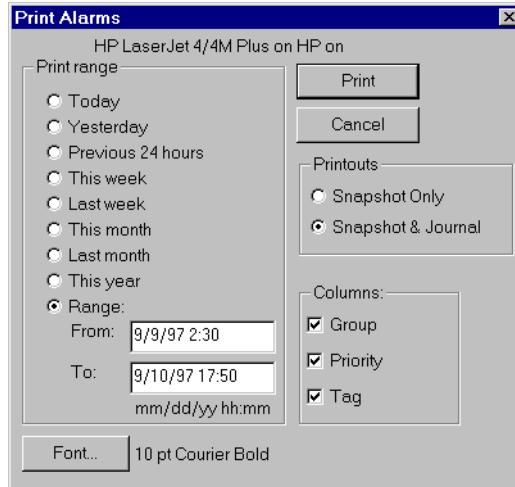 Print Alarms
HP LaserJet 4/4M Plus on HP on
Print range
Today
Yesterday
Previous 24 hours
This week
Last week
This month
Last month
This year
Range:
From: 9/9/97 2:30
To: 9/10/97 17:50
mm/dd/yy hh:mm
Print
Cancel
Printouts
Snapshot Only
Snapshot & Journal
Columns:
Group
Priority
Tag
Font... 10 pt Courier Bold